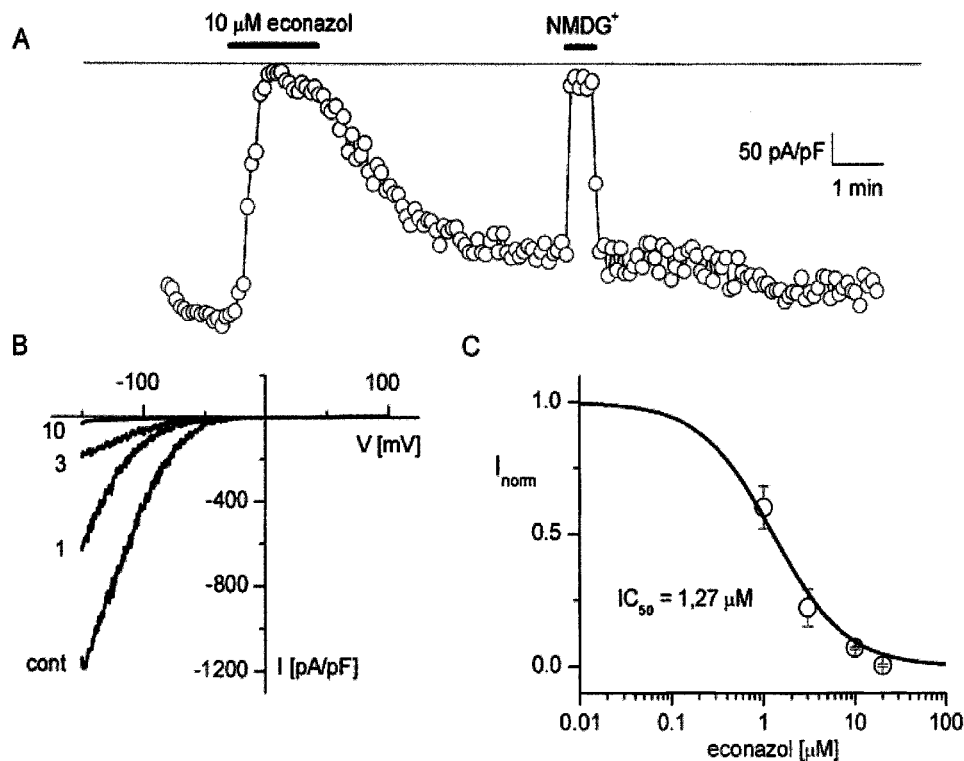 A
10 µM econazol
NMDG⁺
50 pA/pF
1 min
B
-100
100
V [mV]
10
3
1
cont
-400
-800
-1200
I [pA/pF]
C
1.0
0.5
0.0
I_norm
IC₅₀ = 1,27 µM
0.01
0.1
1
10
100
econazol [µM]